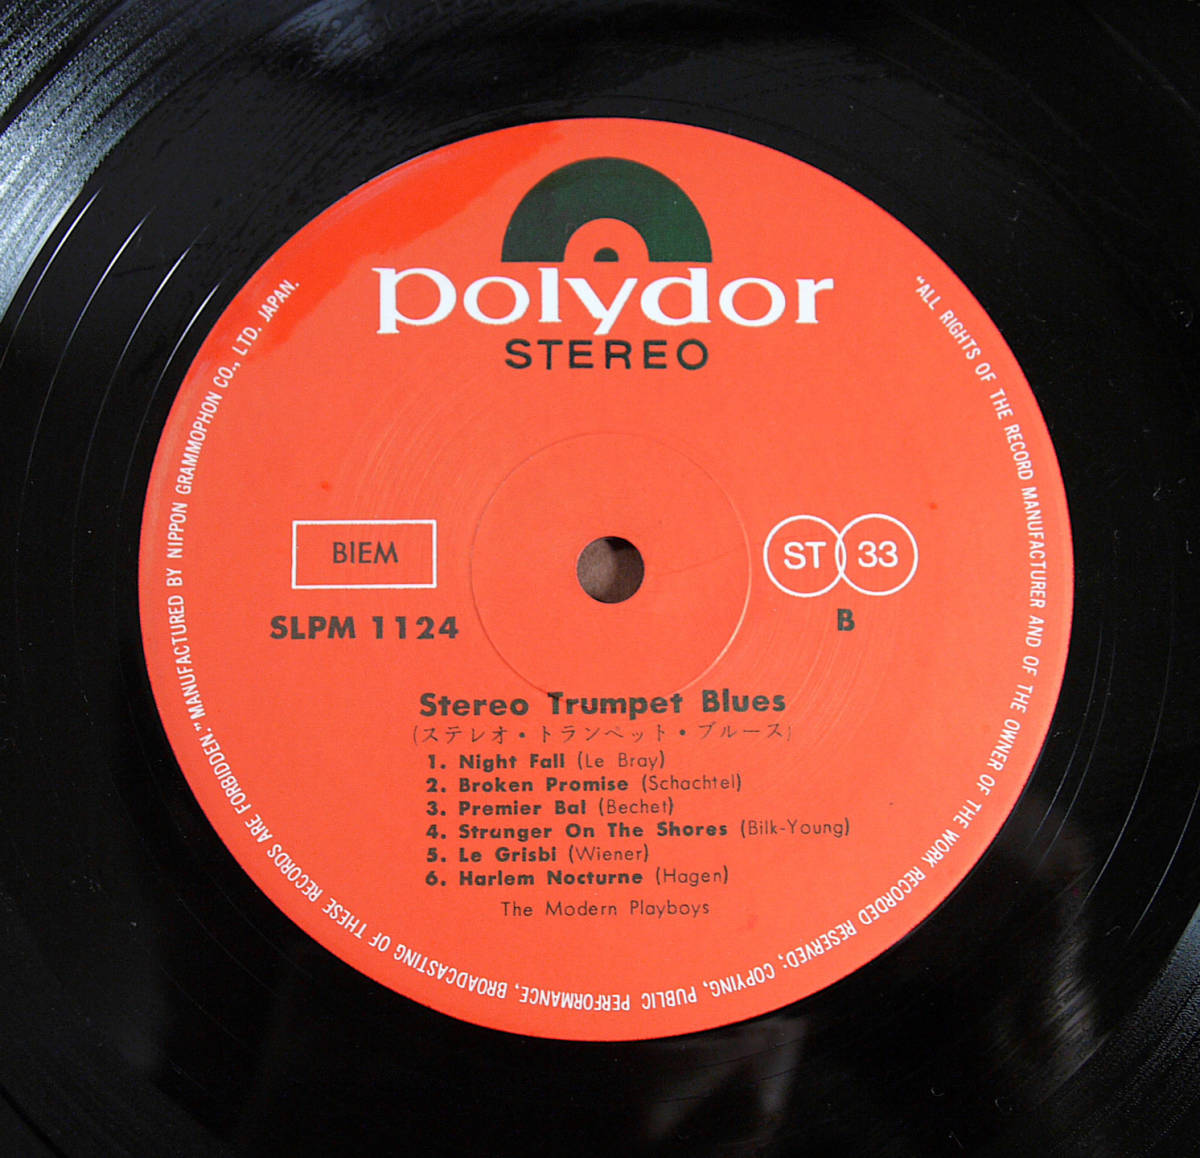 polydor
STEREO
BIEM
ST 33
SLPM 1124
B
Stereo Trumpet Blues
(ステレオ・トランペット・ブルース)
1. Night Fall (Le Bray)
2. Broken Promise (Schachtel)
3. Premier Bal (Bechet)
4. Stranger On The Shores (Bilk-Young)
5. Le Grisbi (Wiener)
6. Harlem Nocturne (Hagen)
The Modern Playboys
"ALL RIGHTS OF THE RECORD MANUFACTURER AND OF THE OWNER OF THE WORK RECORDED RESERVED; COPYING, PUBLIC PERFORMANCE, BROADCASTING OF THESE RECORDS ARE FORBIDDEN." MANUFACTURED BY NIPPON GRAMMOPHON CO., LTD. JAPAN.